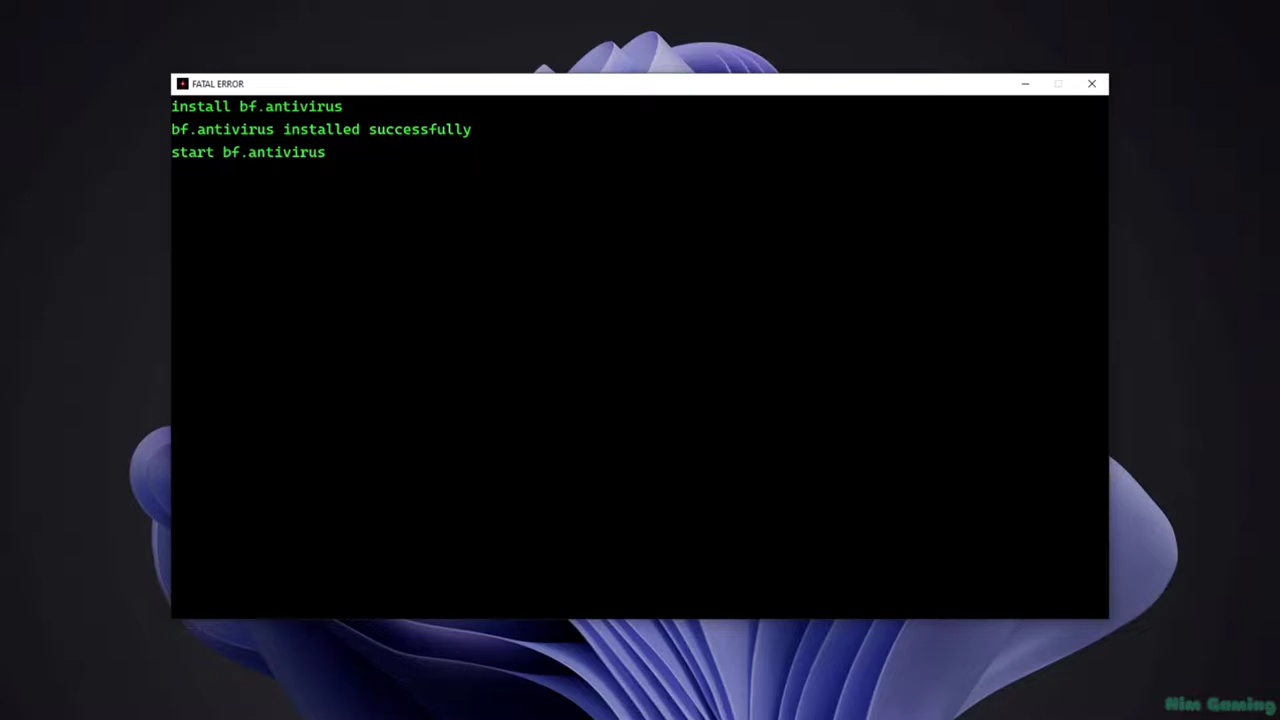 FATAL ERROR
install bf.antivirus
bf.antivirus installed successfully
start bf.antivirus
Nim Gaming